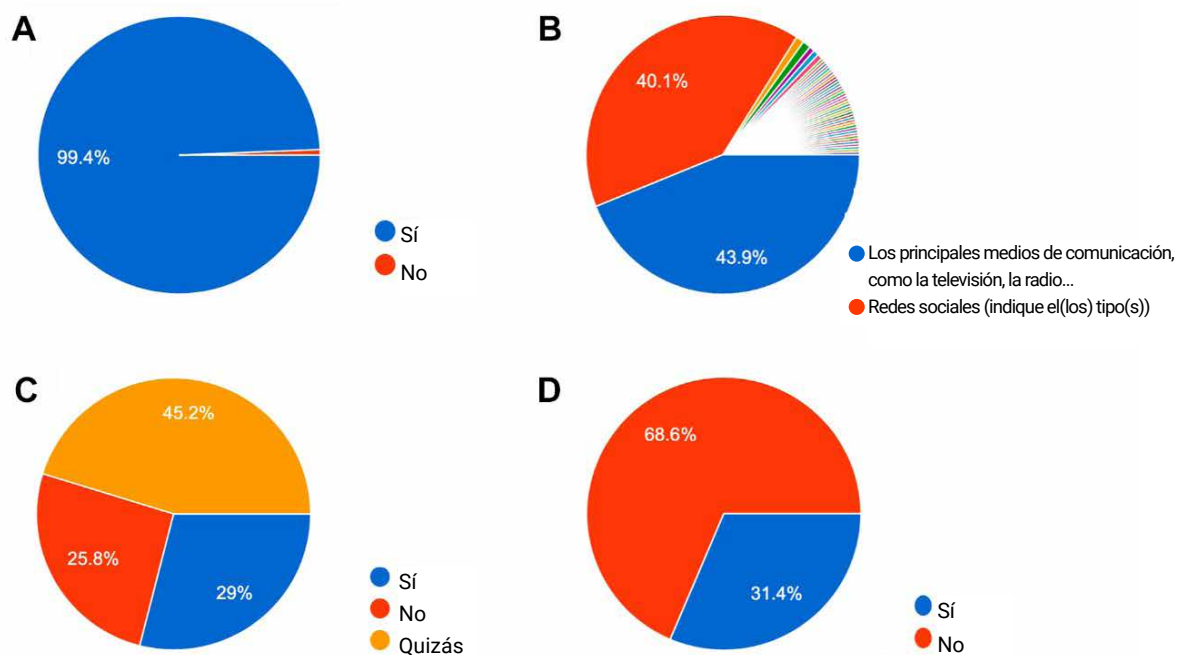 A
99.4%
Sí
No
B
40.1%
43.9%
Los principales medios de comunicación,
como la televisión, la radio...
Redes sociales (indique el(los) tipo(s))
C
45.2%
25.8%
29%
Sí
No
Quizás
D
68.6%
31.4%
Sí
No